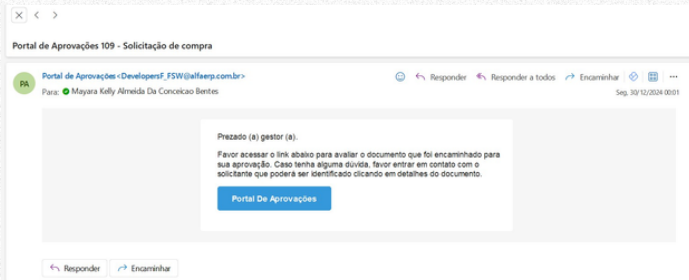 Portal de Aprovações 109 - Solicitação de compra
PA
Portal de Aprovações<DevelopersF_FSW@alfaerp.com.br>
Responder
Responder a todos
Encaminhar
Para: Mayara Kelly Almeida Da Conceicao Bentes
Seg, 30/12/2024 00:01
Prezado (a) gestor (a).
Favor acessar o link abaixo para avaliar o documento que foi encaminhado para
sua aprovação. Caso tenha alguma dúvida, favor entrar em contato com o
solicitante que poderá ser identificado clicando em detalhes do documento.
Portal De Aprovações
Responder
Encaminhar